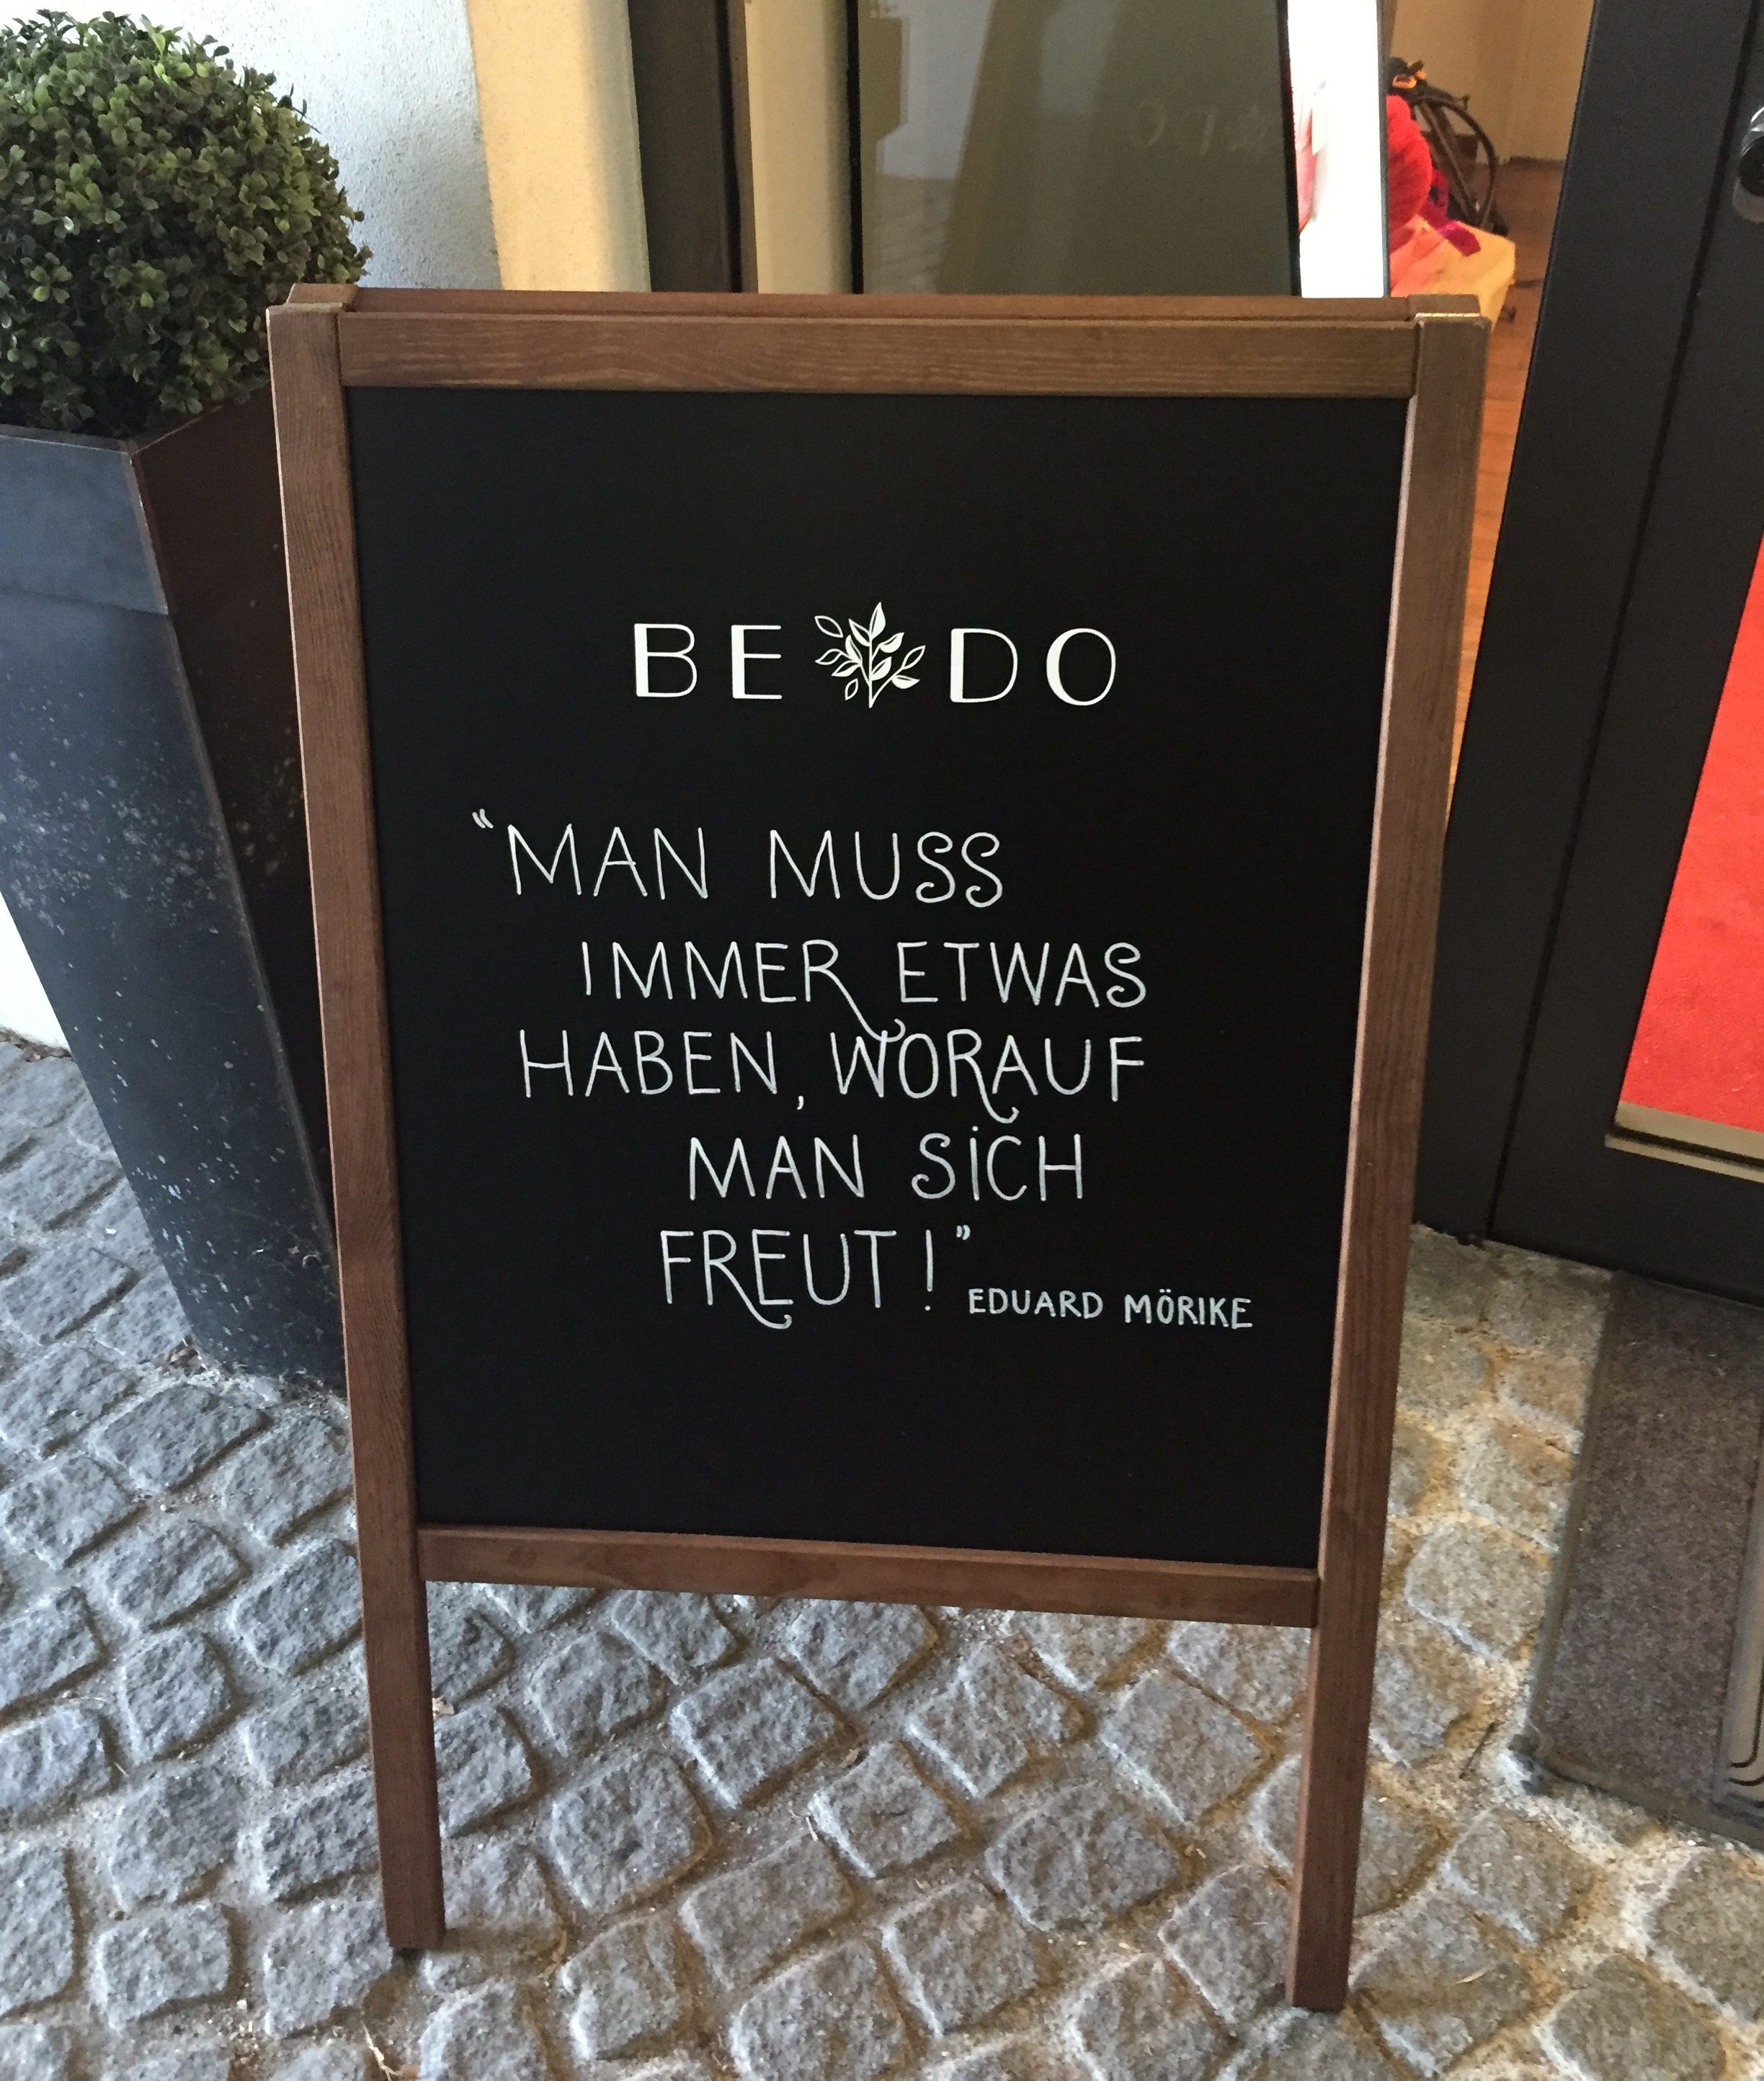 BE DO
“MAN MUSS
IMMER ETWAS
HABEN, WORAUF
MAN SICH
FREUT!”
EDUARD MÖRIKE